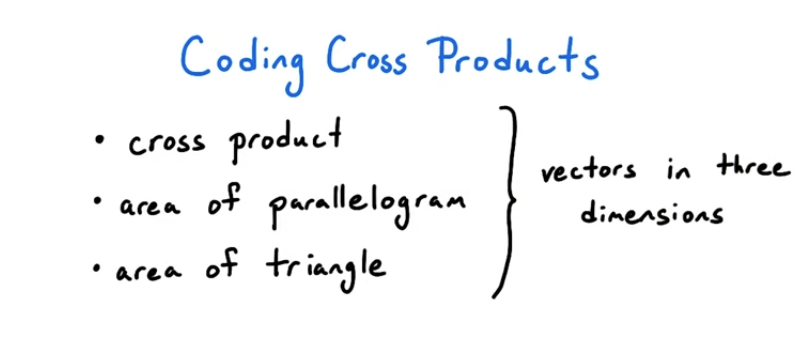 Coding Cross Products
• cross product
• area of parallelogram
• area of triangle
vectors in three
dimensions